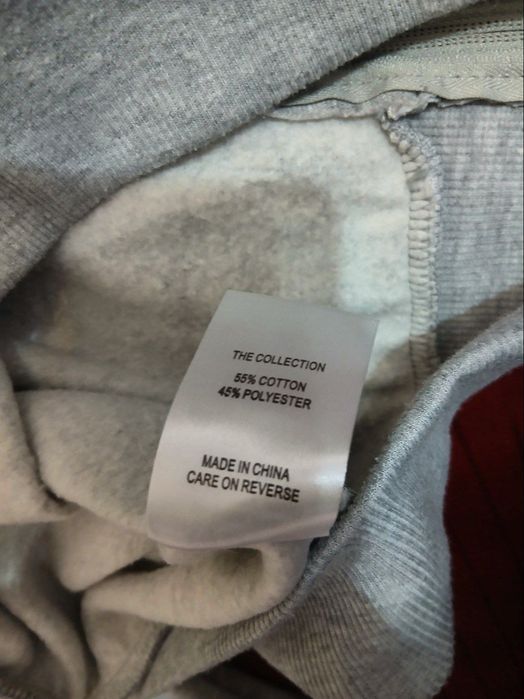 THE COLLECTION
55% COTTON
45% POLYESTER
MADE IN CHINA
CARE ON REVERSE